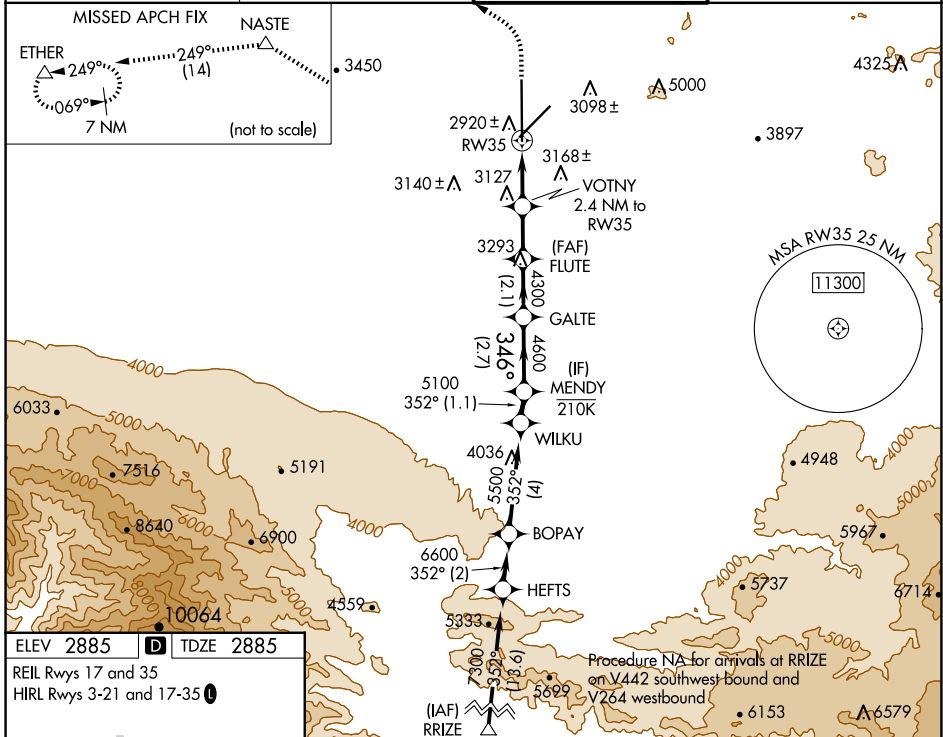 MISSED APCH FIX
NASTE
ETHER
249°
249°
(14)
069°
7 NM
(not to scale)
3450
4325
5000
3098±
2920±
RW35
3897
3168±
3140±
3127
VOTNY
2.4 NM to
RW35
MSA RW35 25 NM
11300
3293
(FAF)
FLUTE
4300
(2.1)
GALTE
346°
4600
(2.7)
(IF)
MENDY
210K
5100
352° (1.1)
WILKU
4000
5000
6033
7516
7000
5191
4036
5500
352°
(4)
4000
4948
5000
8640
6000
6900
4000
BOPAY
5967
6600
352° (2)
HEFTS
4000
5737
6714
4559
10064
5333
7300
352°
(13.6)
5699
Procedure NA for arrivals at RRIZE
on V442 southwest bound and
V264 westbound
6153
6579
(IAF)
RRIZE
ELEV 2885
D
TDZE 2885
REIL Rwys 17 and 35
HIRL Rwys 3-21 and 17-35 L